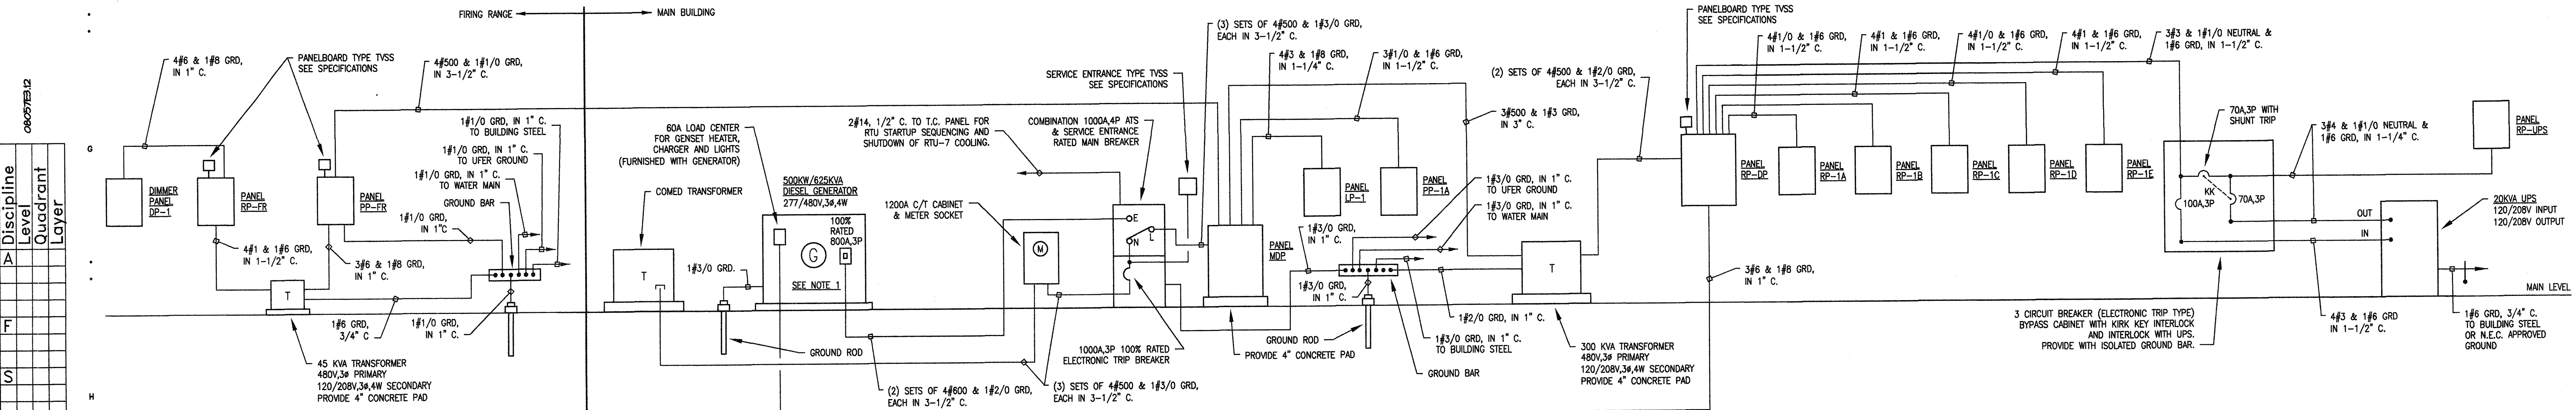 FIRING RANGE
MAIN BUILDING
08057E3.12
Discipline
Level
Quadrant
Layer
A
F
S
G
H
4#6 & 1#8 GRD,
IN 1" C.
PANELBOARD TYPE TVSS
SEE SPECIFICATIONS
4#500 & 1#1/0 GRD,
IN 3-1/2" C.
DIMMER
PANEL
DP-1
PANEL
RP-FR
PANEL
PP-FR
1#1/0 GRD, IN 1" C.
TO BUILDING STEEL
1#1/0 GRD, IN 1" C.
TO UFER GROUND
1#1/0 GRD, IN 1" C.
TO WATER MAIN
GROUND BAR
1#1/0 GRD,
IN 1"C
4#1 & 1#6 GRD,
IN 1-1/2" C.
3#6 & 1#8 GRD,
IN 1" C.
T
1#6 GRD,
3/4" C
1#1/0 GRD,
IN 1" C.
45 KVA TRANSFORMER
480V,3ø PRIMARY
120/208V,3ø,4W SECONDARY
PROVIDE 4" CONCRETE PAD
60A LOAD CENTER
FOR GENSET HEATER,
CHARGER AND LIGHTS
(FURNISHED WITH GENERATOR)
COMED TRANSFORMER
T
1#3/0 GRD.
500KW/625KVA
DIESEL GENERATOR
277/480V,3ø,4W
100%
RATED
800A,3P
G
SEE NOTE 1
GROUND ROD
2#14, 1/2" C. TO T.C. PANEL FOR
RTU STARTUP SEQUENCING AND
SHUTDOWN OF RTU-7 COOLING.
1200A C/T CABINET
& METER SOCKET
M
(2) SETS OF 4#600 & 1#2/0 GRD,
EACH IN 3-1/2" C.
(3) SETS OF 4#500 & 1#3/0 GRD,
EACH IN 3-1/2" C.
SERVICE ENTRANCE TYPE TVSS
SEE SPECIFICATIONS
COMBINATION 1000A,4P ATS
& SERVICE ENTRANCE
RATED MAIN BREAKER
E
N
L
1000A,3P 100% RATED
ELECTRONIC TRIP BREAKER
(3) SETS OF 4#500 & 1#3/0 GRD,
EACH IN 3-1/2" C.
4#3 & 1#8 GRD,
IN 1-1/4" C.
3#1/0 & 1#6 GRD,
IN 1-1/2" C.
PANEL
MDP
PANEL
LP-1
PANEL
PP-1A
1#3/0 GRD, IN 1" C.
TO UFER GROUND
1#3/0 GRD, IN 1" C.
TO WATER MAIN
1#3/0 GRD,
IN 1" C.
1#3/0 GRD,
IN 1" C.
GROUND ROD
PROVIDE 4" CONCRETE PAD
1#2/0 GRD, IN 1" C.
1#3/0 GRD, IN 1" C.
TO BUILDING STEEL
GROUND BAR
3#500 & 1#3 GRD,
IN 3" C.
(2) SETS OF 4#500 & 1#2/0 GRD,
EACH IN 3-1/2" C.
T
300 KVA TRANSFORMER
480V,3ø PRIMARY
120/208V,3ø,4W SECONDARY
PROVIDE 4" CONCRETE PAD
PANELBOARD TYPE TVSS
SEE SPECIFICATIONS
4#1/0 & 1#6 GRD,
IN 1-1/2" C.
4#1 & 1#6 GRD,
IN 1-1/2" C.
4#1/0 & 1#6 GRD,
IN 1-1/2" C.
4#1 & 1#6 GRD,
IN 1-1/2" C.
3#3 & 1#1/0 NEUTRAL &
1#6 GRD, IN 1-1/2" C.
PANEL
RP-DP
PANEL
RP-1A
PANEL
RP-1B
PANEL
RP-1C
PANEL
RP-1D
PANEL
RP-1E
3#6 & 1#8 GRD,
IN 1" C.
70A,3P WITH
SHUNT TRIP
KK
100A,3P
70A,3P
3#4 & 1#1/0 NEUTRAL &
1#6 GRD, IN 1-1/4" C.
PANEL
RP-UPS
OUT
IN
20KVA UPS
120/208V INPUT
120/208V OUTPUT
3 CIRCUIT BREAKER (ELECTRONIC TRIP TYPE)
BYPASS CABINET WITH KIRK KEY INTERLOCK
AND INTERLOCK WITH UPS.
PROVIDE WITH ISOLATED GROUND BAR.
4#3 & 1#6 GRD
IN 1-1/2" C.
1#6 GRD, 3/4" C.
TO BUILDING STEEL
OR N.E.C. APPROVED
GROUND
MAIN LEVEL